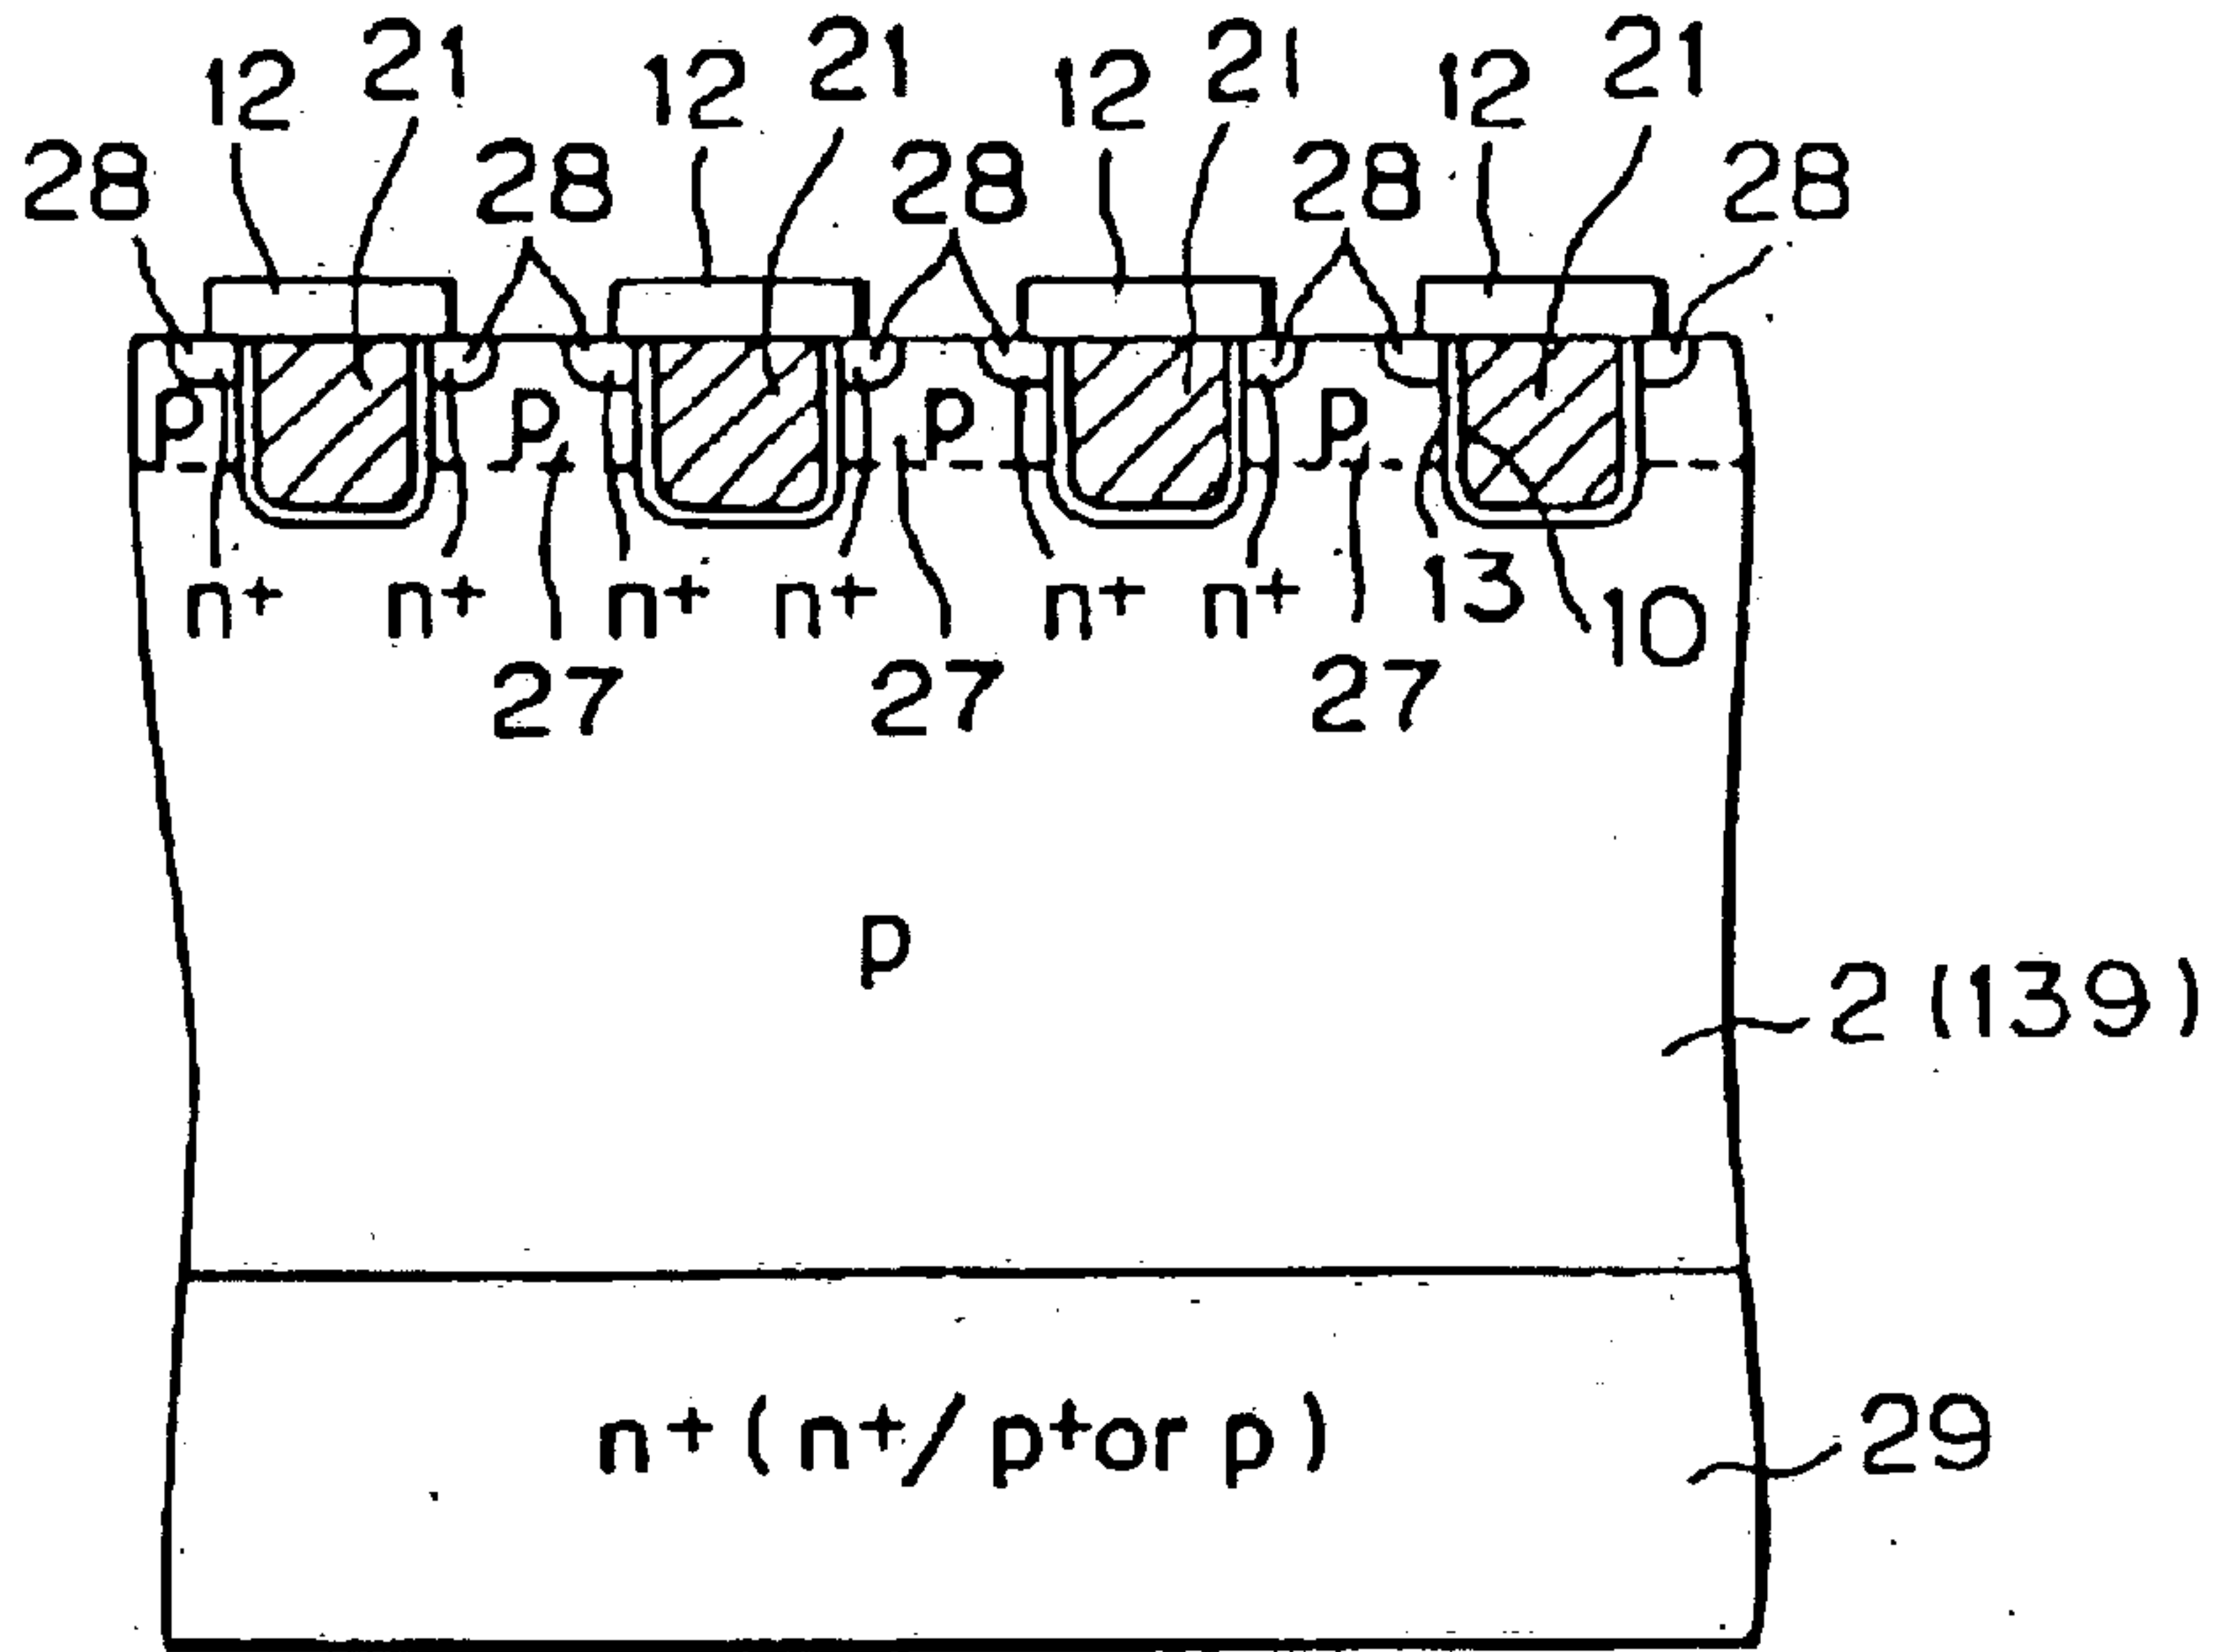 12 21 12 21 12 21 12 21
28 28 28 28 28
p p p p
n+ n+ n+ n+ n+ n+ 13 10
27 27 27
p
2 (139)
n+(n+/p+or p) 29